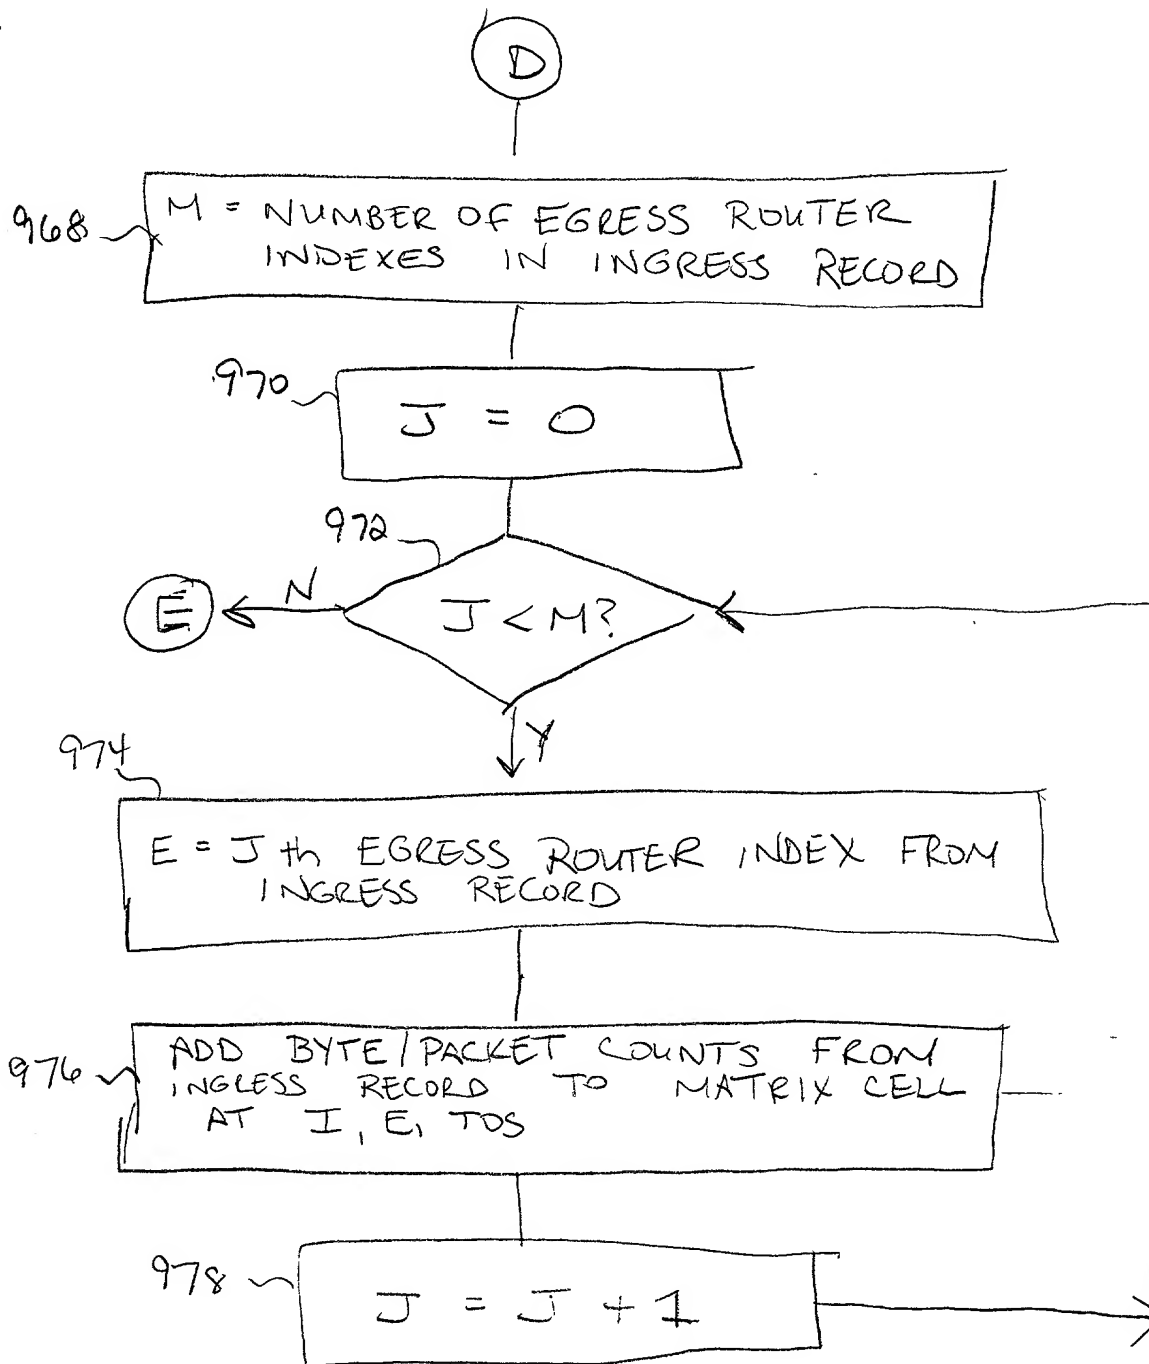 D
968
M = NUMBER OF EGRESS ROUTER
INDEXES IN INGRESS RECORD
970
J = 0
972
E
N
J < M?
Y
974
E = J th EGRESS ROUTER INDEX FROM
INGRESS RECORD
976
ADD BYTE/PACKET COUNTS FROM
INGRESS RECORD TO MATRIX CELL
AT I, E, TOS
978
J = J + 1